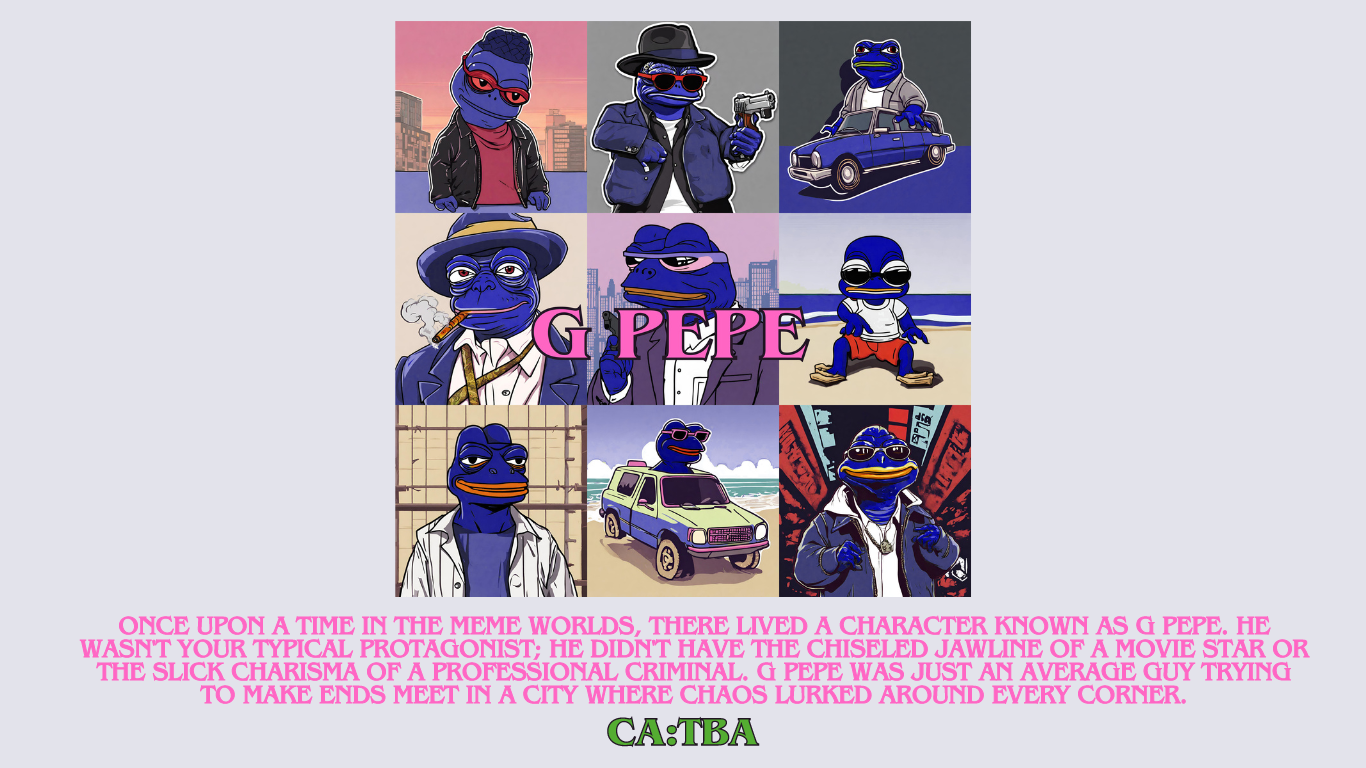 G PEPE
ONCE UPON A TIME IN THE MEME WORLDS, THERE LIVED A CHARACTER KNOWN AS G PEPE. HE
WASN'T YOUR TYPICAL PROTAGONIST; HE DIDN'T HAVE THE CHISELED JAWLINE OF A MOVIE STAR OR
THE SLICK CHARISMA OF A PROFESSIONAL CRIMINAL. G PEPE WAS JUST AN AVERAGE GUY TRYING
TO MAKE ENDS MEET IN A CITY WHERE CHAOS LURKED AROUND EVERY CORNER.
CA:TBA